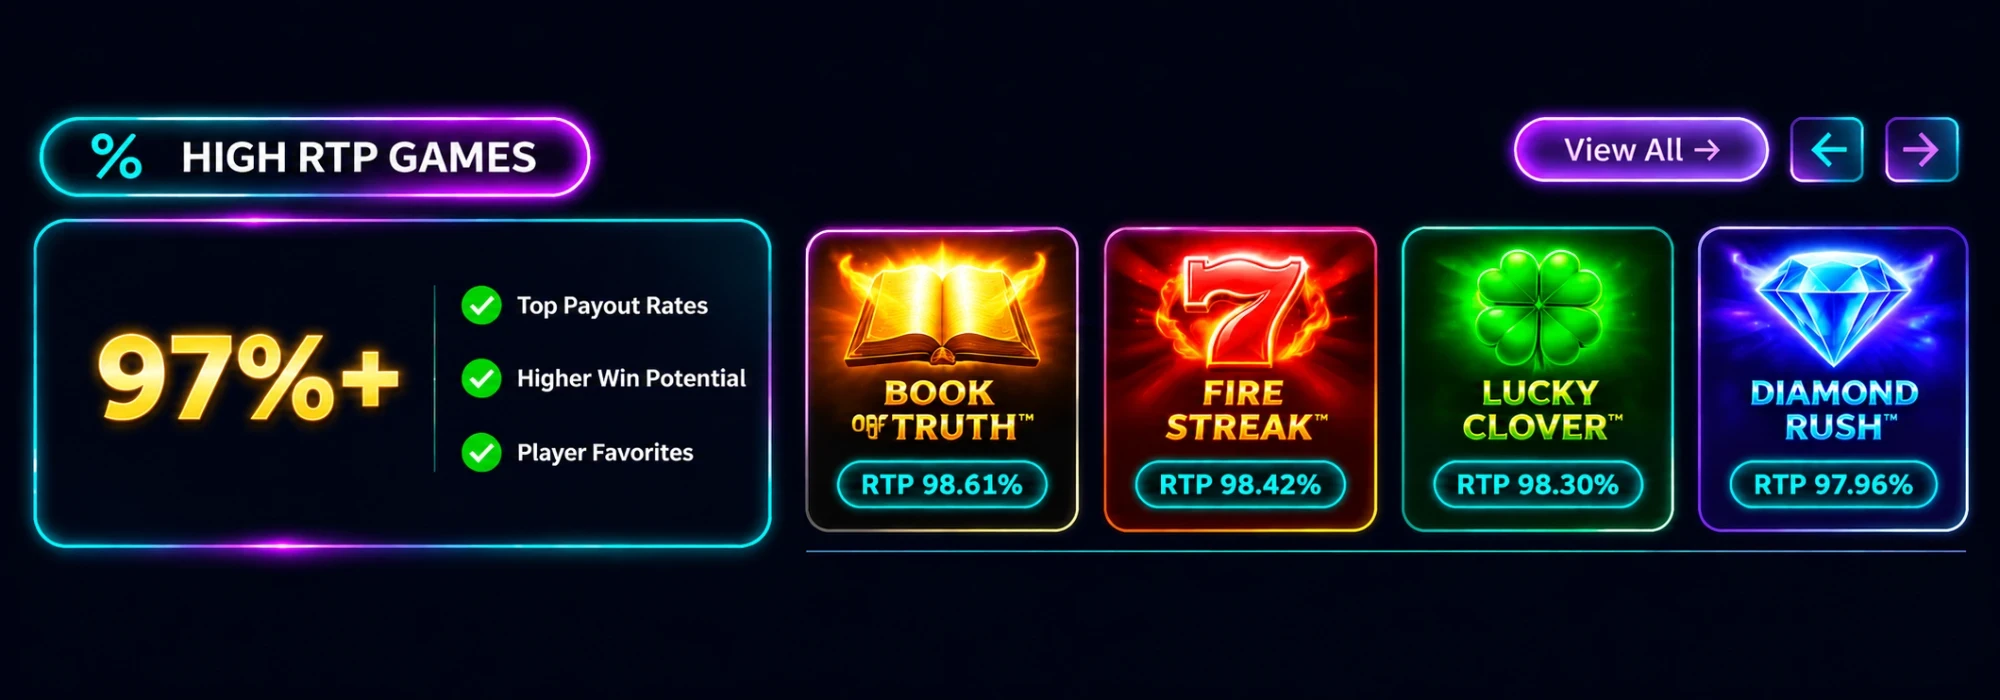 % HIGH RTP GAMES
View All →
97%+
Top Payout Rates
Higher Win Potential
Player Favorites
BOOK
TRUTH™
RTP 98.61%
FIRE
STREAK™
RTP 98.42%
LUCKY
CLOVER™
RTP 98.30%
DIAMOND
RUSH™
RTP 97.96%